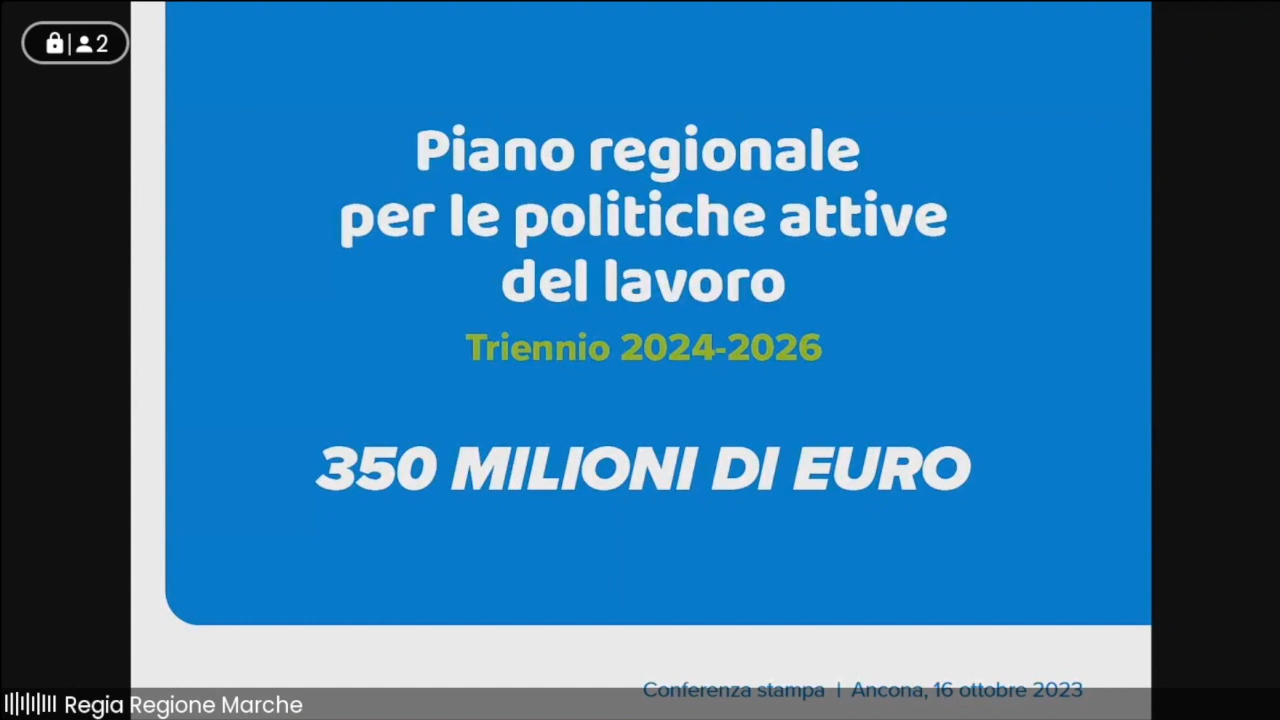 2
Piano regionale
per le politiche attive
del lavoro
Triennio 2024-2026
350 MILIONI DI EURO
Conferenza stampa | Ancona, 16 ottobre 2023
Regia Regione Marche